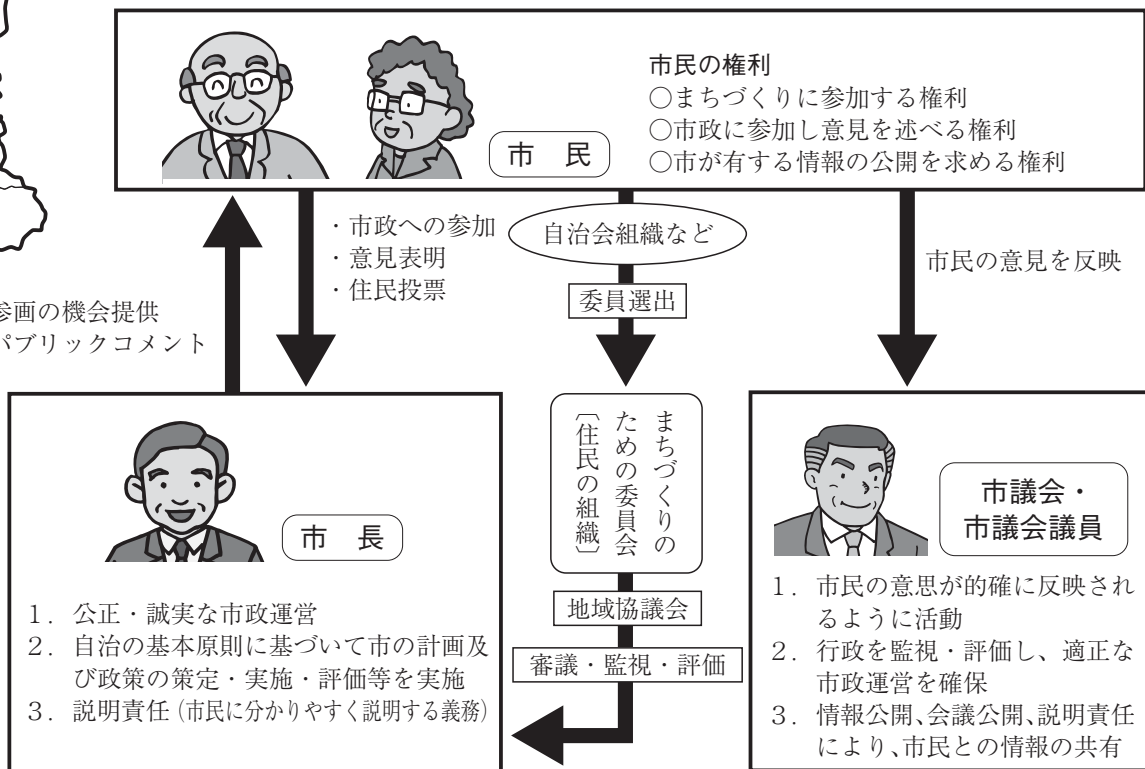 市民の権利
○まちづくりに参加する権利
○市政に参加し意見を述べる権利
○市が有する情報の公開を求める権利
市 民
・市政への参加
・意見表明
・住民投票
自治会組織など
委員選出
市民の意見を反映
参画の機会提供
パブリックコメント
まちづくりの
ための委員会
〔住民の組織〕
地域協議会
審議・監視・評価
市 長
1. 公正・誠実な市政運営
2. 自治の基本原則に基づいて市の計画及
び政策の策定・実施・評価等を実施
3. 説明責任(市民に分かりやすく説明する義務)
市議会・
市議会議員
1. 市民の意思が的確に反映され
るように活動
2. 行政を監視・評価し、適正な
市政運営を確保
3. 情報公開、会議公開、説明責任
により、市民との情報の共有